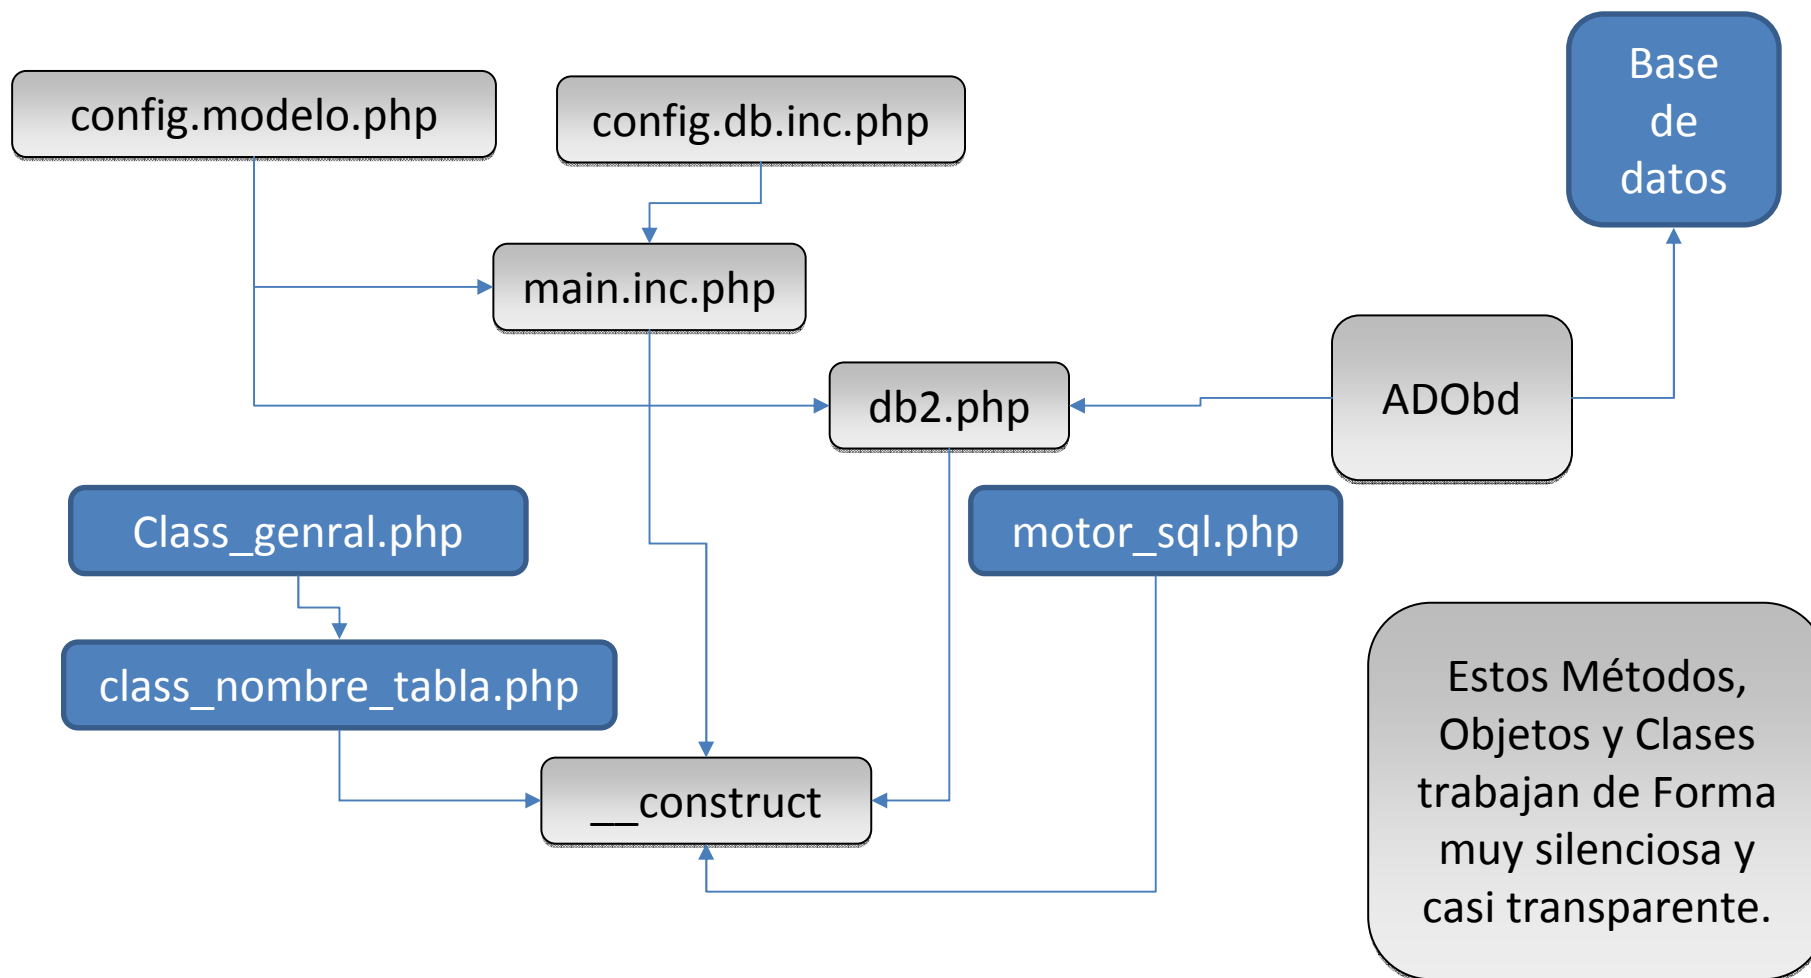 config.modelo.php
config.db.inc.php
Base
de
datos
main.inc.php
db2.php
ADObd
Class_genral.php
motor_sql.php
class_nombre_tabla.php
__construct
Estos Métodos,
Objetos y Clases
trabajan de Forma
muy silenciosa y
casi transparente.